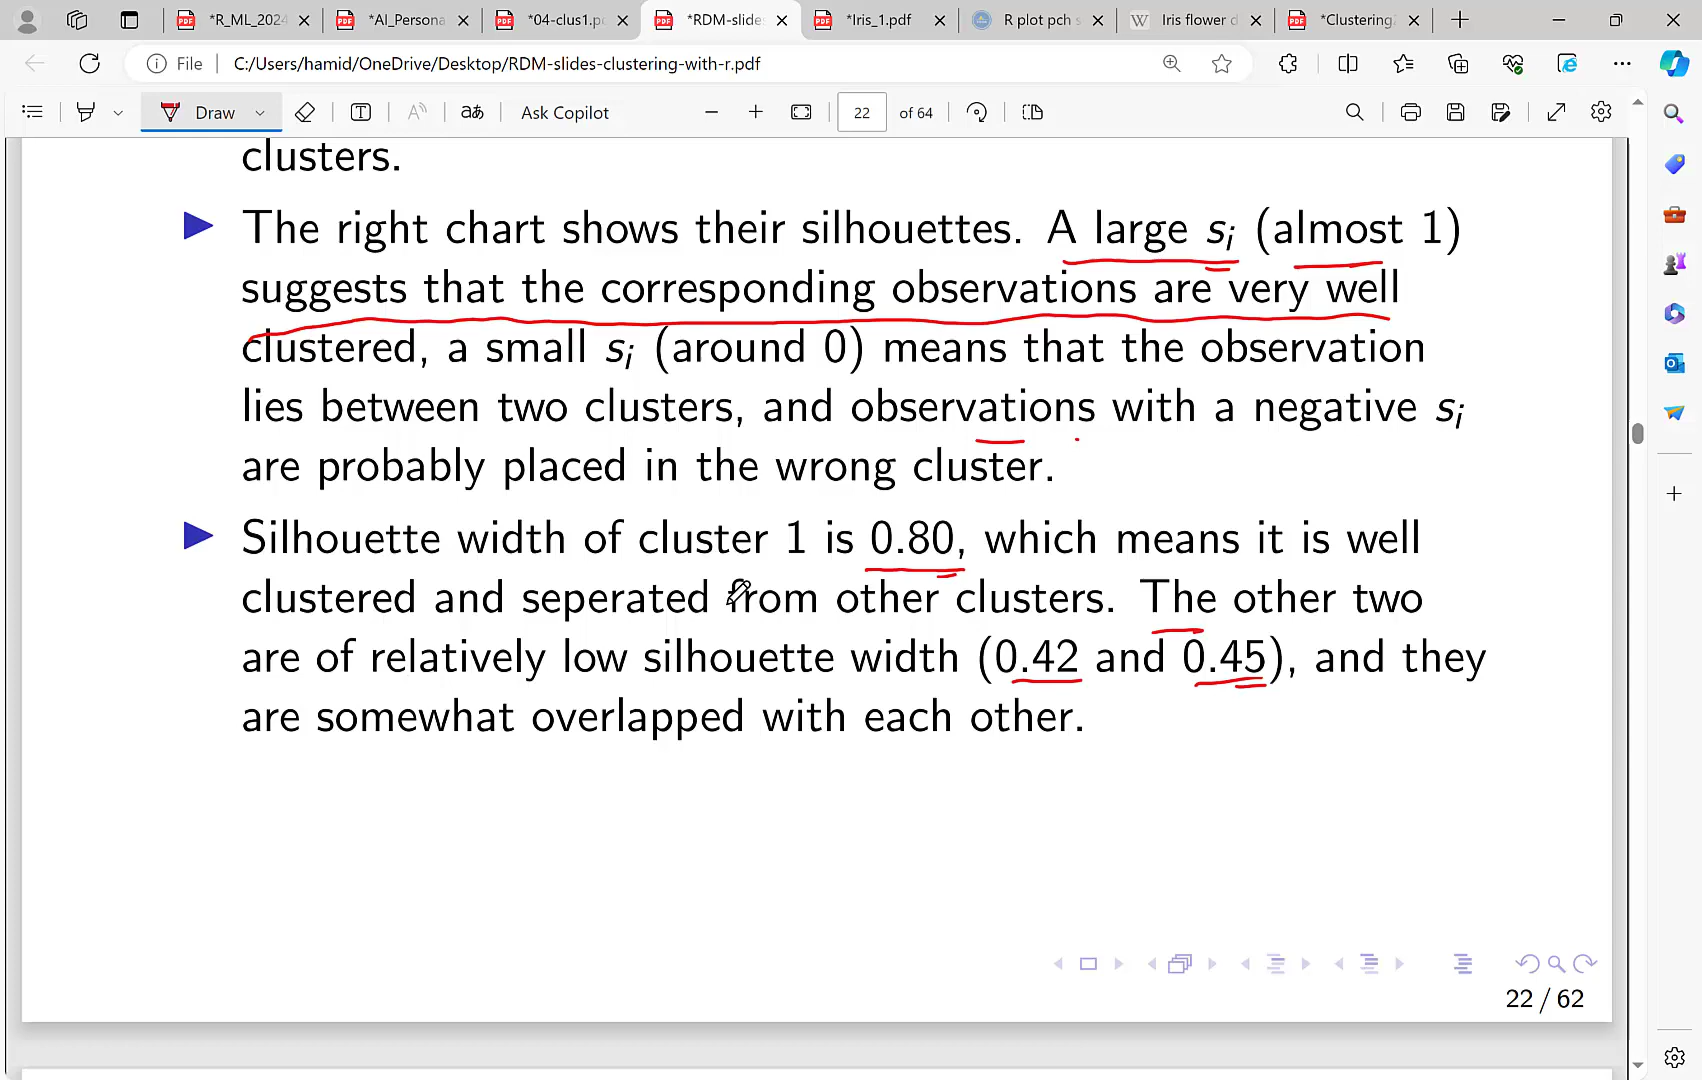 *R_ML_2024
*AI_Persona
*04-clus1.pd
*RDM-slides
*Iris_1.pdf
R plot pch s
Iris flower d
*Clustering
File
C:/Users/hamid/OneDrive/Desktop/RDM-slides-clustering-with-r.pdf
Draw
Ask Copilot
22
of 64
clusters.
The right chart shows their silhouettes. A large si (almost 1)
suggests that the corresponding observations are very well
clustered, a small si (around 0) means that the observation
lies between two clusters, and observations with a negative si
are probably placed in the wrong cluster.
Silhouette width of cluster 1 is 0.80, which means it is well
clustered and seperated from other clusters. The other two
are of relatively low silhouette width (0.42 and 0.45), and they
are somewhat overlapped with each other.
22 / 62